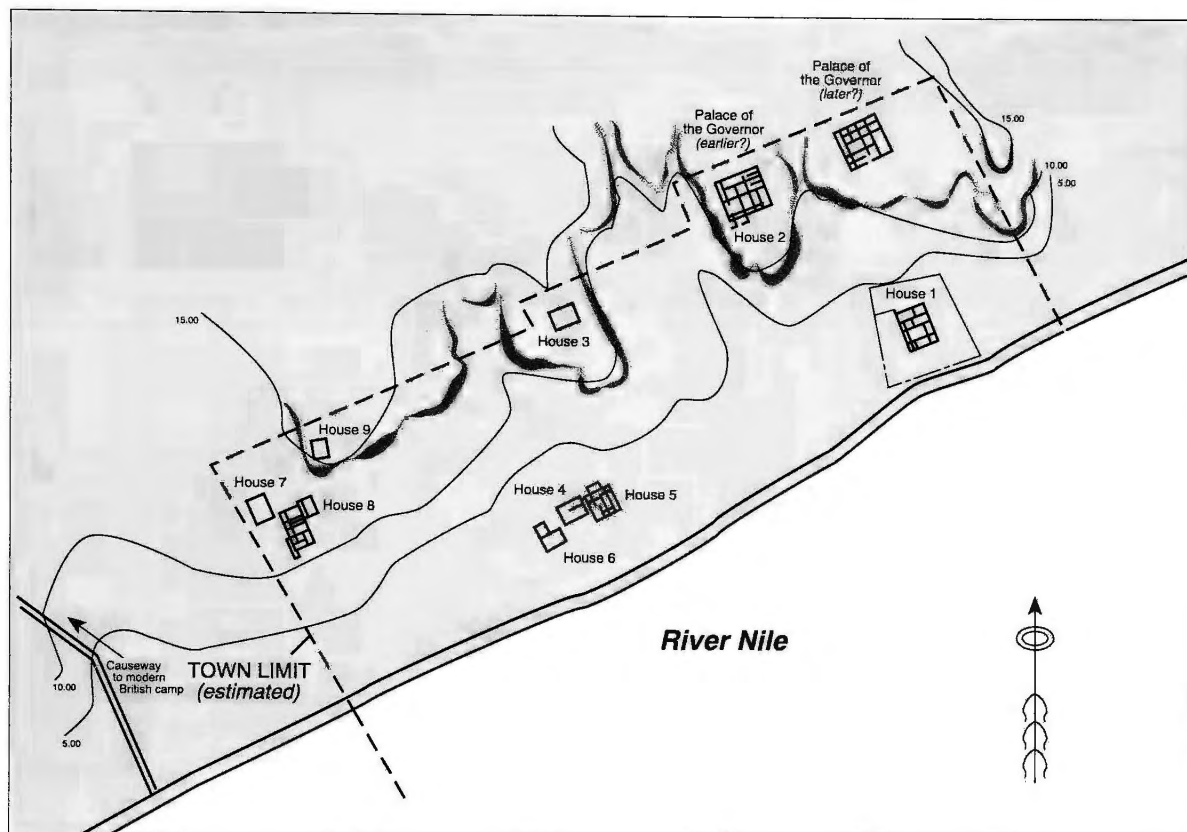 Palace of
the Governor
(later?)
Palace of
the Governor
(earlier?)
15.00
10.00
5.00
House 2
House 1
House 3
15.00
House 9
House 7
House 8
House 4
House 5
House 6
River Nile
Causeway
to modern
British camp
TOWN LIMIT
(estimated)
10.00
5.00